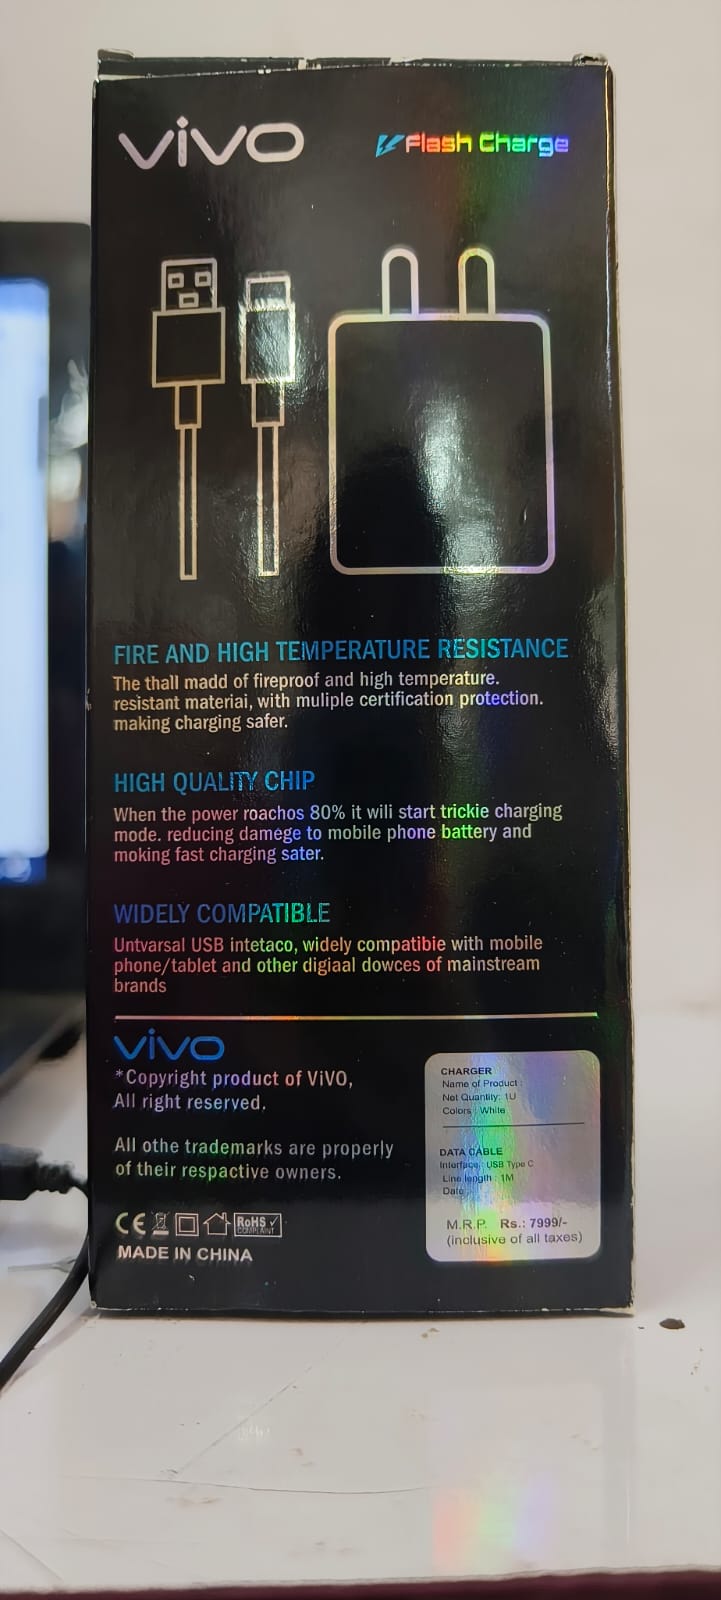 vivo
Flash Charge
FIRE AND HIGH TEMPERATURE RESISTANCE
The thall madd of fireproof and high temperature.
resistant materiai, with muliple certification protection.
making charging safer.
HIGH QUALITY CHIP
When the power roachos 80% it wili start trickie charging
mode. reducing damege to mobile phone battery and
moking fast charging sater.
WIDELY COMPATIBLE
Untvarsal USB intetaco, widely compatibie with mobile
phone/tablet and other digiaal dowces of mainstream
brands
vivo
*Copyright product of ViVO,
All right reserved.
All othe trademarks are properly
of their respactive owners.
CE RoHS
COMPLAINT
MADE IN CHINA
CHARGER
Name of Product :
Net Quantity: 1U
Colors : White
DATA CABLE
Interface: USB Type C
Line length : 1M
Date :
M.R.P. Rs.: 7999/-
(inclusive of all taxes)